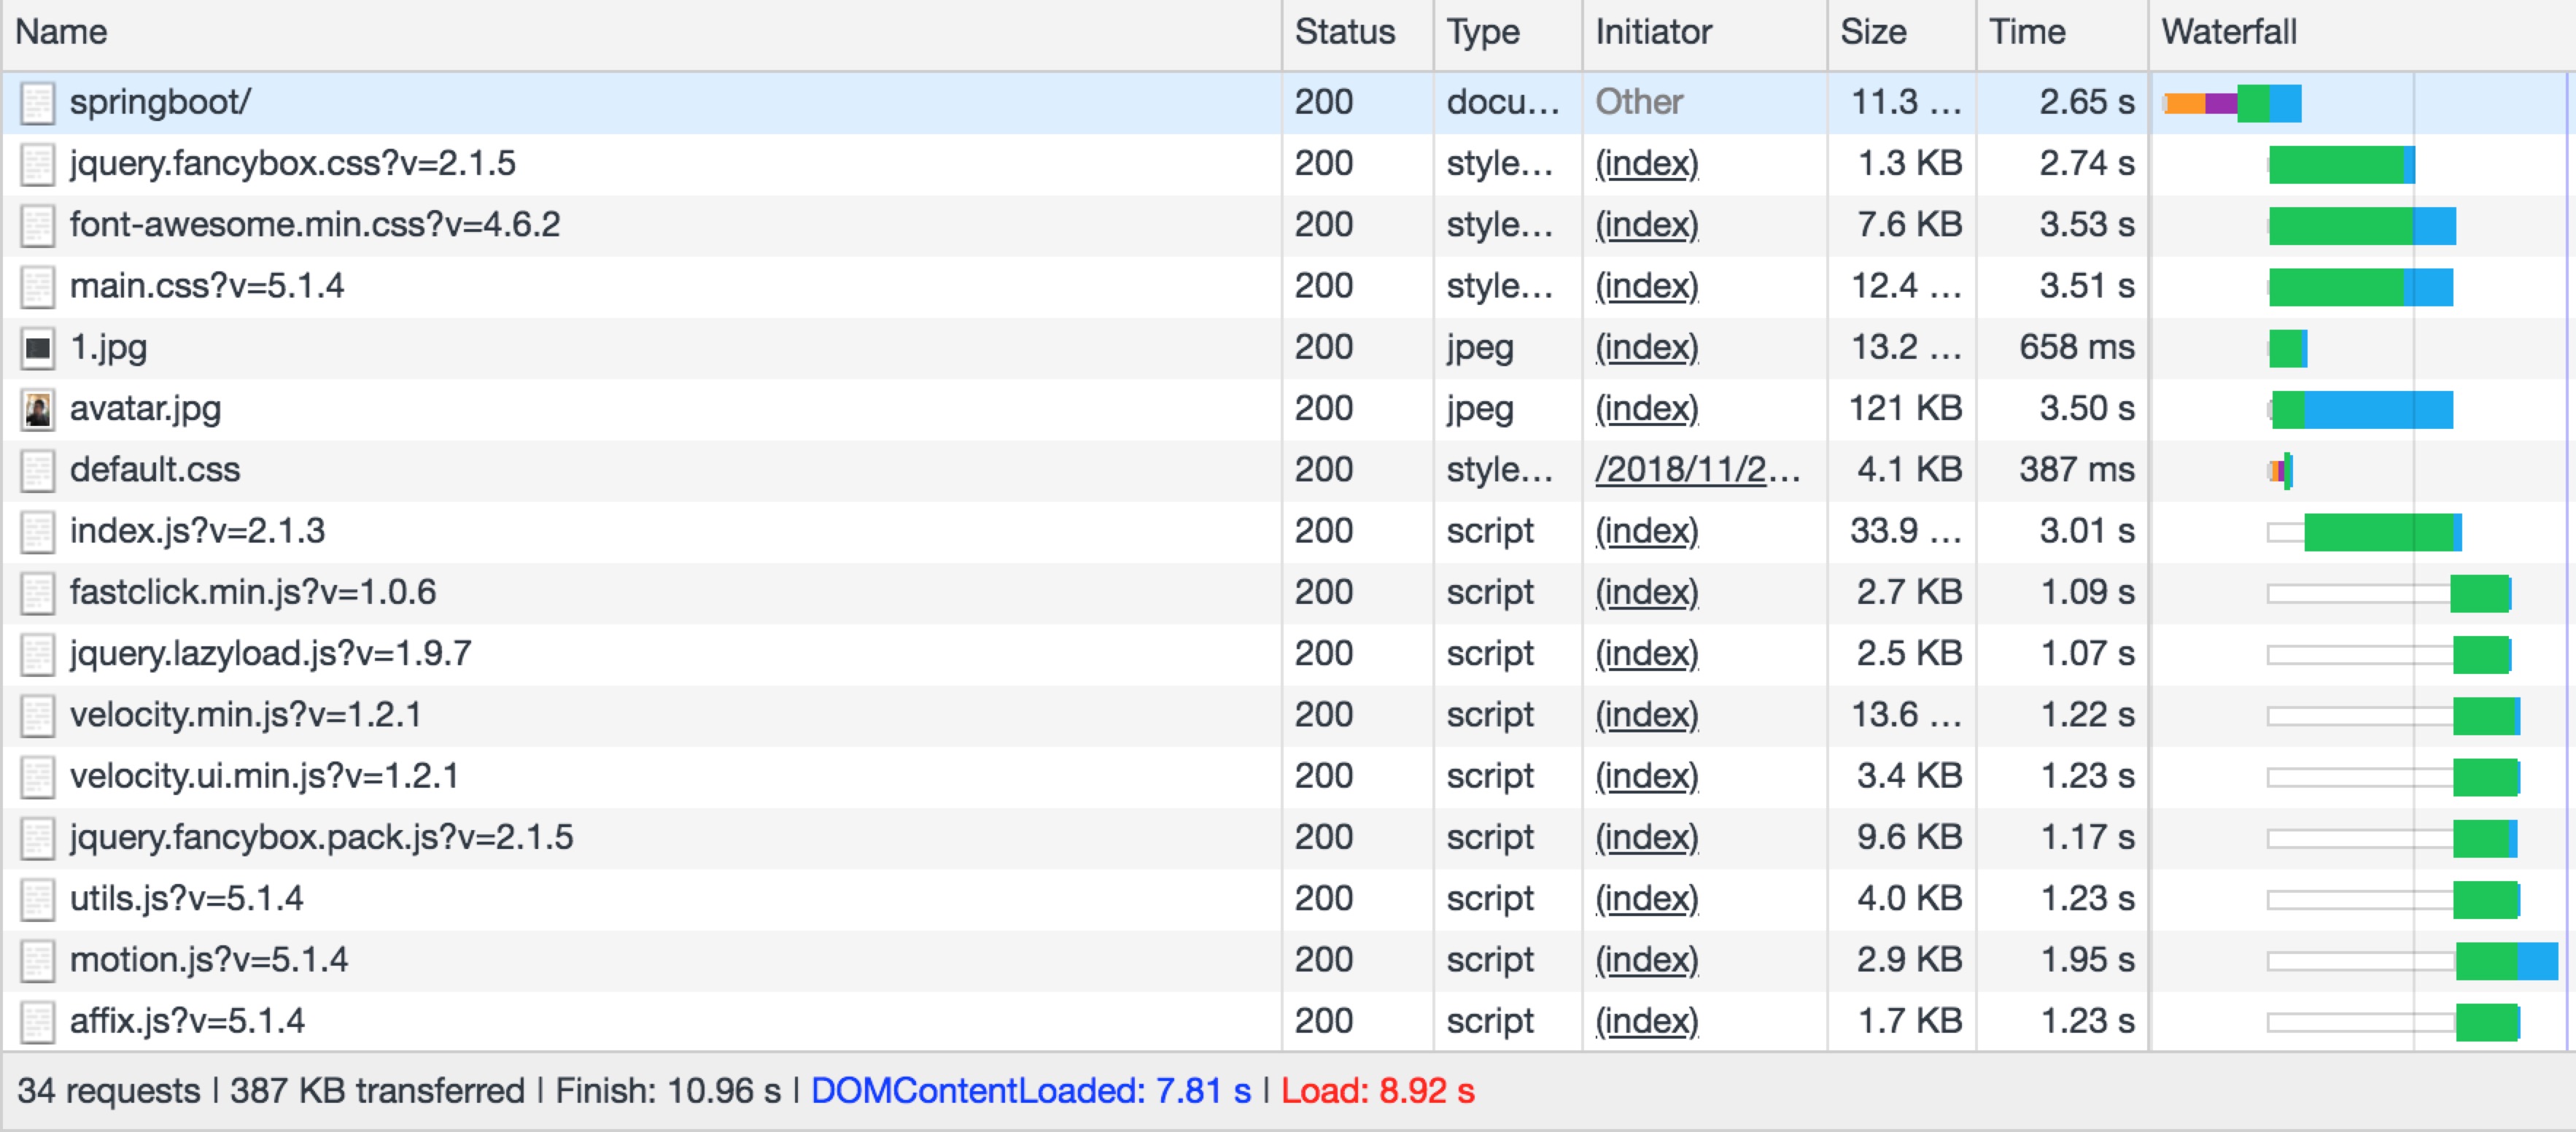 Name Status Type Initiator Size Time Waterfall
springboot/ 200 docu... Other 11.3 ... 2.65 s
jquery.fancybox.css?v=2.1.5 200 style... (index) 1.3 KB 2.74 s
font-awesome.min.css?v=4.6.2 200 style... (index) 7.6 KB 3.53 s
main.css?v=5.1.4 200 style... (index) 12.4 ... 3.51 s
1.jpg 200 jpeg (index) 13.2 ... 658 ms
avatar.jpg 200 jpeg (index) 121 KB 3.50 s
default.css 200 style... /2018/11/2... 4.1 KB 387 ms
index.js?v=2.1.3 200 script (index) 33.9 ... 3.01 s
fastclick.min.js?v=1.0.6 200 script (index) 2.7 KB 1.09 s
jquery.lazyload.js?v=1.9.7 200 script (index) 2.5 KB 1.07 s
velocity.min.js?v=1.2.1 200 script (index) 13.6 ... 1.22 s
velocity.ui.min.js?v=1.2.1 200 script (index) 3.4 KB 1.23 s
jquery.fancybox.pack.js?v=2.1.5 200 script (index) 9.6 KB 1.17 s
utils.js?v=5.1.4 200 script (index) 4.0 KB 1.23 s
motion.js?v=5.1.4 200 script (index) 2.9 KB 1.95 s
affix.js?v=5.1.4 200 script (index) 1.7 KB 1.23 s
34 requests | 387 KB transferred | Finish: 10.96 s | DOMContentLoaded: 7.81 s | Load: 8.92 s